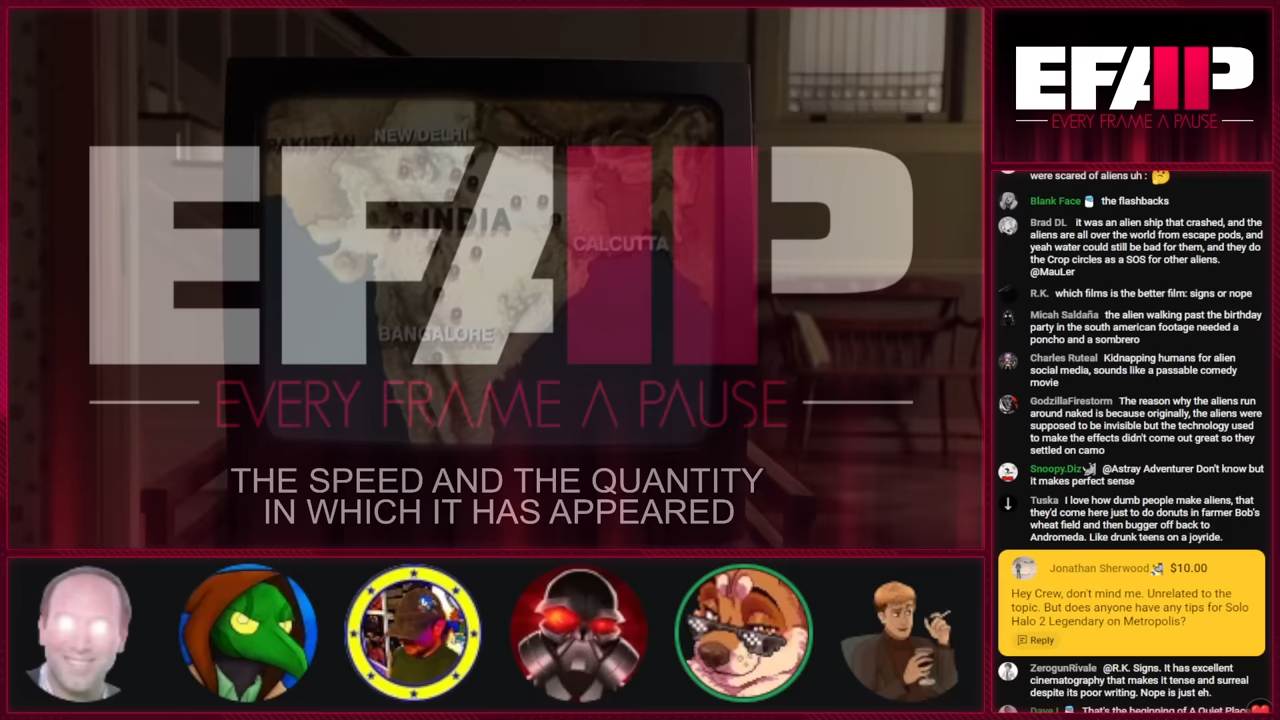 PAKISTAN
NEW DELHI
NEPAL
INDIA
CALCUTTA
BANGALORE
EFAP
EVERY FRAME A PAUSE
THE SPEED AND THE QUANTITY
IN WHICH IT HAS APPEARED
EFAP
EVERY FRAME A PAUSE
were scared of aliens uh :
Blank Face the flashbacks
Brad DL it was an alien ship that crashed, and the
aliens are all over the world from escape pods, and
yeah water could still be bad for them, and they do
the Crop circles as a SOS for other aliens.
@MauLer
R.K. which films is the better film: signs or nope
Micah Saldaña the alien walking past the birthday
party in the south american footage needed a
poncho and a sombrero
Charles Ruteal Kidnapping humans for alien
social media, sounds like a passable comedy
movie
GodzillaFirestorm The reason why the aliens run
around naked is because originally, the aliens were
supposed to be invisible but the technology used
to make the effects didn't come out great so they
settled on camo
Snoopy.Diz @Astray Adventurer Don't know but
it makes perfect sense
Tuska I love how dumb people make aliens, that
they'd come here just to do donuts in farmer Bob's
wheat field and then bugger off back to
Andromeda. Like drunk teens on a joyride.
Jonathan Sherwood $10.00
Hey Crew, don't mind me. Unrelated to the
topic. But does anyone have any tips for Solo
Halo 2 Legendary on Metropolis?
Reply
ZerogunRivale @R.K. Signs. It has excellent
cinematography that makes it tense and surreal
despite its poor writing. Nope is just eh.
That's the beginning of A Quiet